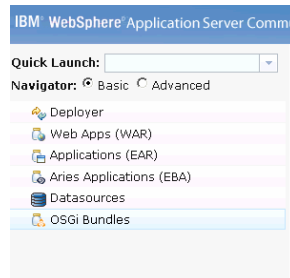 IBM® WebSphere® Application Server Comm
Quick Launch:
Navigator: Basic Advanced
Deployer
Web Apps (WAR)
Applications (EAR)
Aries Applications (EBA)
Datasources
OSGi Bundles